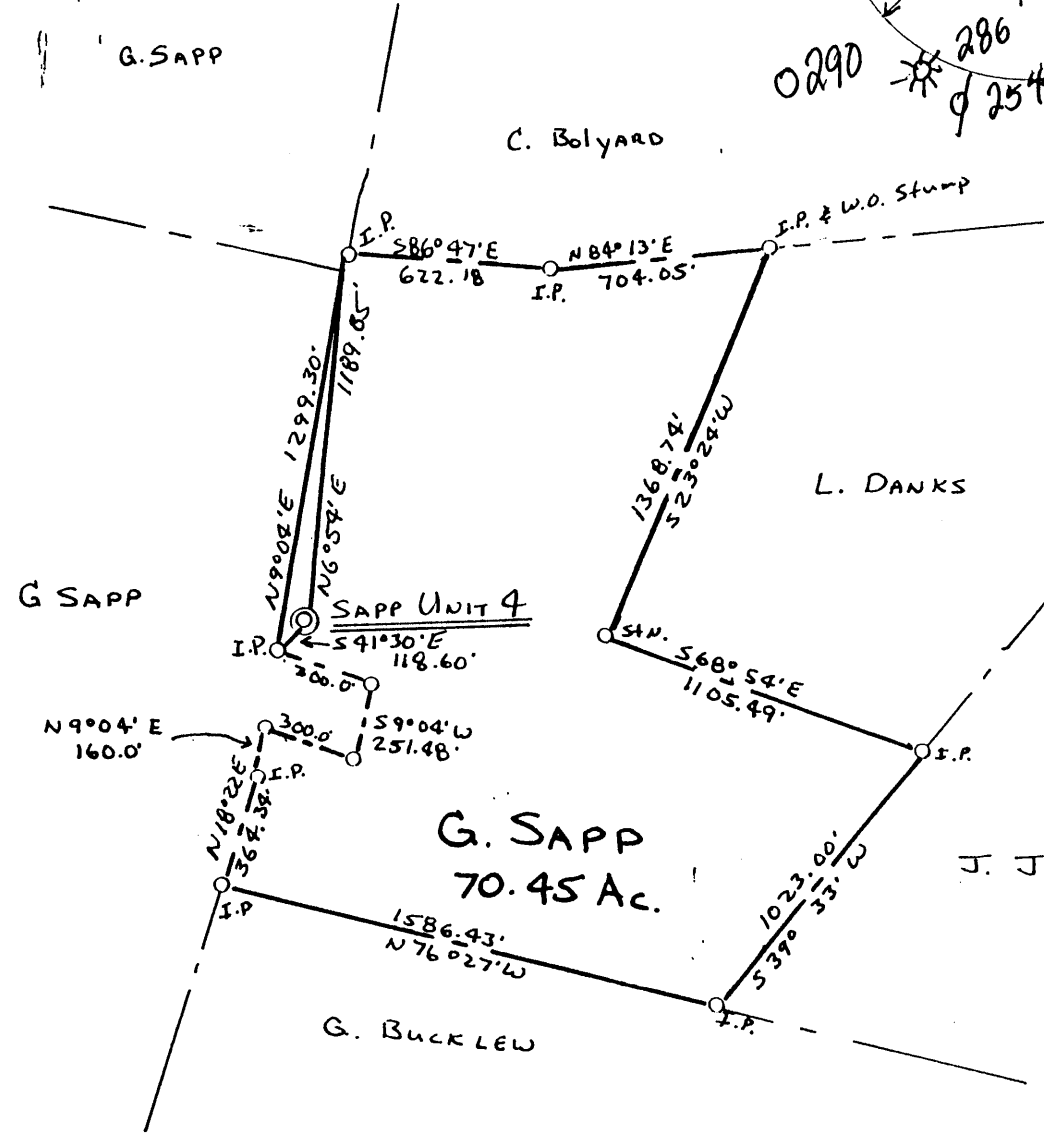 G. SAPP
O290
286
254
C. BolyARD
I.P. & W.O. Stump
I.P.
S86°47'E
622.18
N84°13'E
704.05'
I.P.
1299.30'
N9°04'E
1189.85'
N6°54'E
1368.74'
S23°24'W
L. DANKS
G SAPP
SAPP UNIT 4
S41°30'E
118.60'
I.P.
200.0'
Stn.
S68°54'E
1105.49'
I.P.
N9°04'E
160.0'
300.0'
S9°04'W
251.48'
I.P.
N18°22E
364.34'
G. SAPP
70.45 Ac.
1023.00'
S39° 33' W
J. J
I.P
1586.43'
N76°27'W
I.P.
G. BUCKLEW